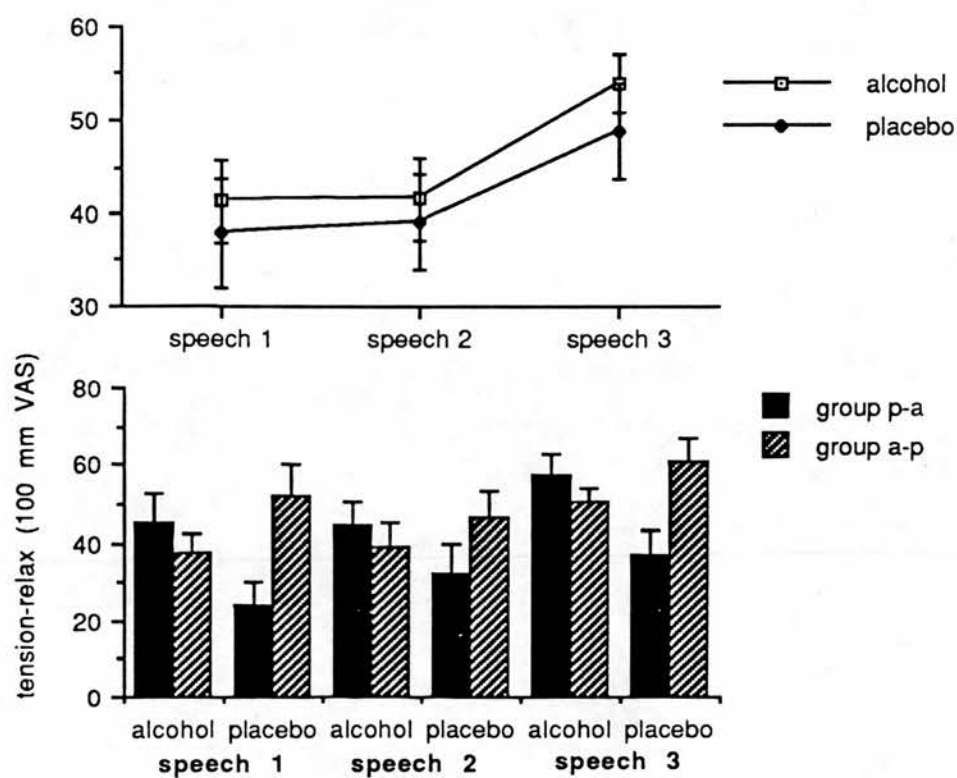 60
50
40
30
speech 1 speech 2 speech 3
alcohol
placebo
tension-relax (100 mm VAS)
80
60
40
20
0
alcohol placebo alcohol placebo alcohol placebo
speech 1 speech 2 speech 3
group p-a
group a-p